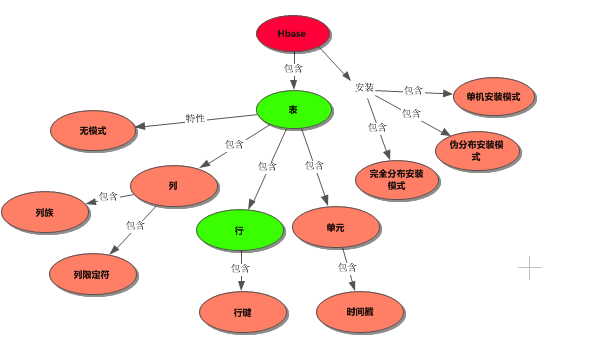 Hbase
包含
安装
包含
单机安装模式
表
特性
包含
无模式
包含
伪分布安装模
式
包含
包含
包含
完全分布安装
模式
列
包含
列族
包含
行
单元
列限定符
包含
包含
行键
时间戳